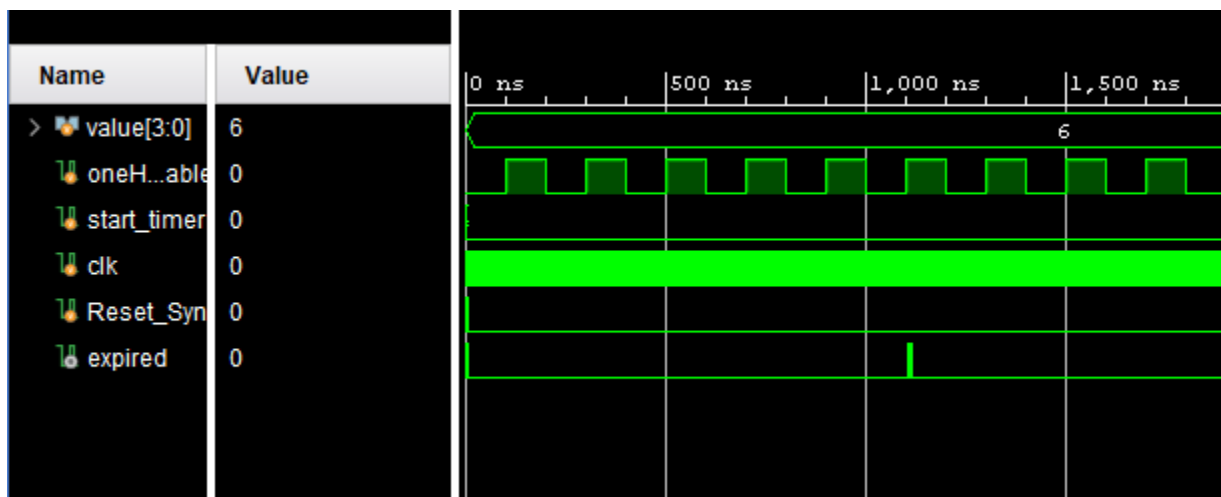 Name Value
0 ns 500 ns 1,000 ns 1,500 ns
> value[3:0] 6 6
oneH...able 0
start_timer 0
clk 0
Reset_Syn 0
expired 0